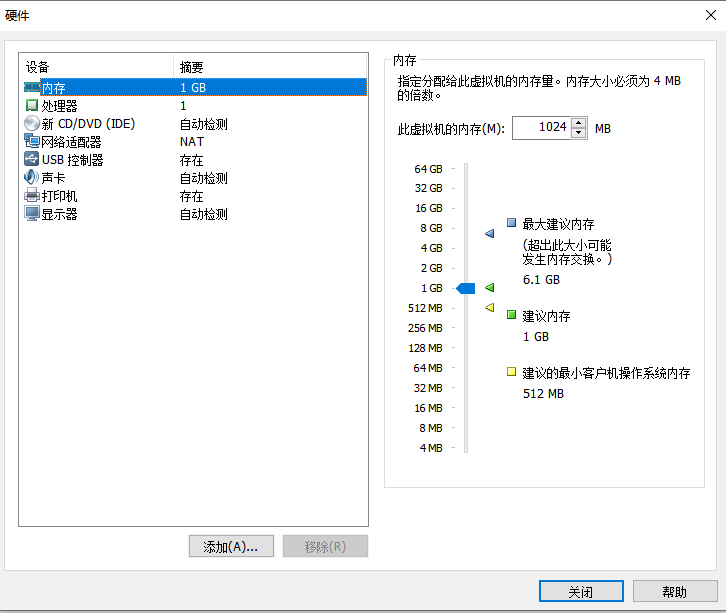 硬件
设备 摘要
内存 1 GB
处理器 1
新 CD/DVD (IDE) 自动检测
网络适配器 NAT
USB 控制器 存在
声卡 自动检测
打印机 存在
显示器 自动检测
添加(A)... 移除(R)
内存
指定分配给此虚拟机的内存量。内存大小必须为 4 MB
的倍数。
此虚拟机的内存(M): 1024 MB
64 GB
32 GB
16 GB
8 GB
4 GB
2 GB
1 GB
512 MB
256 MB
128 MB
64 MB
32 MB
16 MB
8 MB
4 MB
最大建议内存
(超出此大小可能
发生内存交换。)
6.1 GB
建议内存
1 GB
建议的最小客户机操作系统内存
512 MB
关闭 帮助